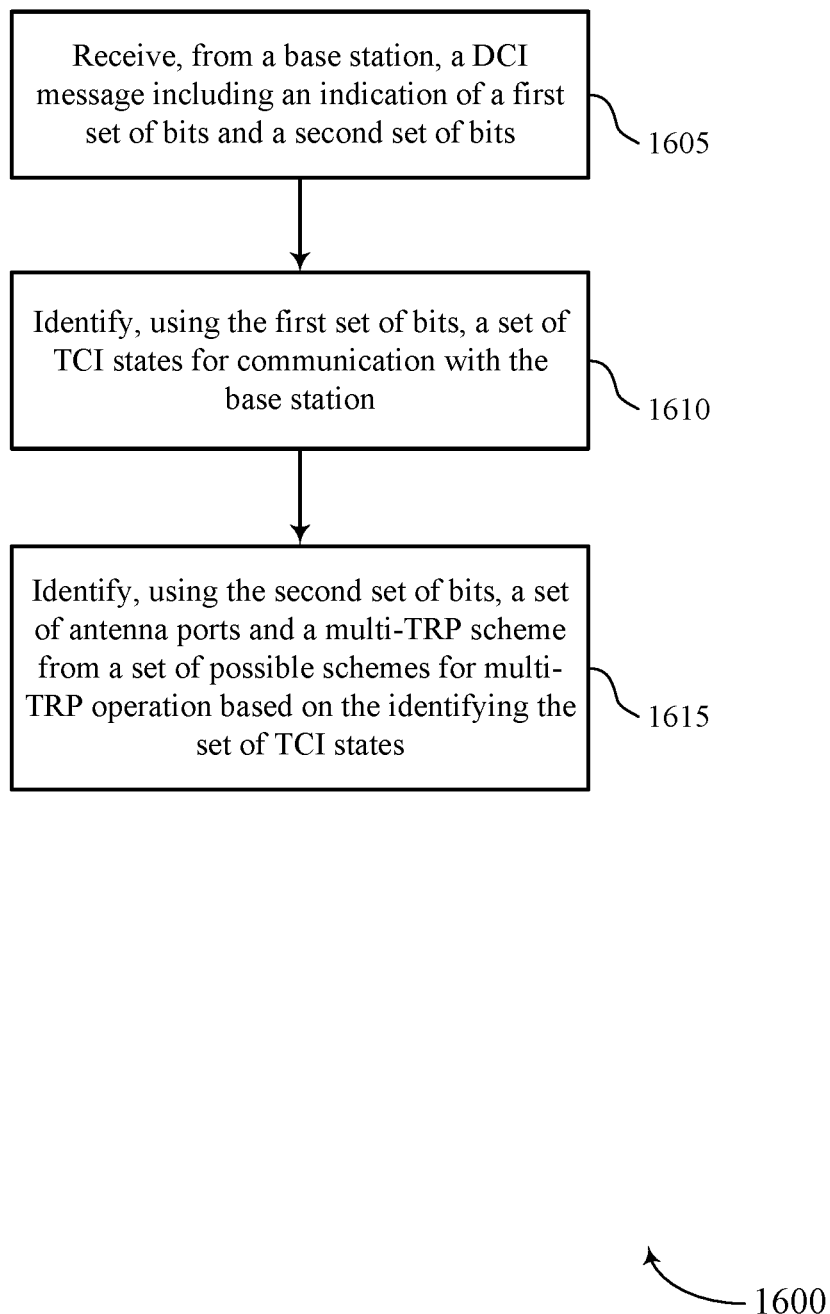 Receive, from a base station, a DCI
message including an indication of a first
set of bits and a second set of bits
1605
Identify, using the first set of bits, a set of
TCI states for communication with the
base station
1610
Identify, using the second set of bits, a set
of antenna ports and a multi-TRP scheme
from a set of possible schemes for multi-
TRP operation based on the identifying the
set of TCI states
1615
1600